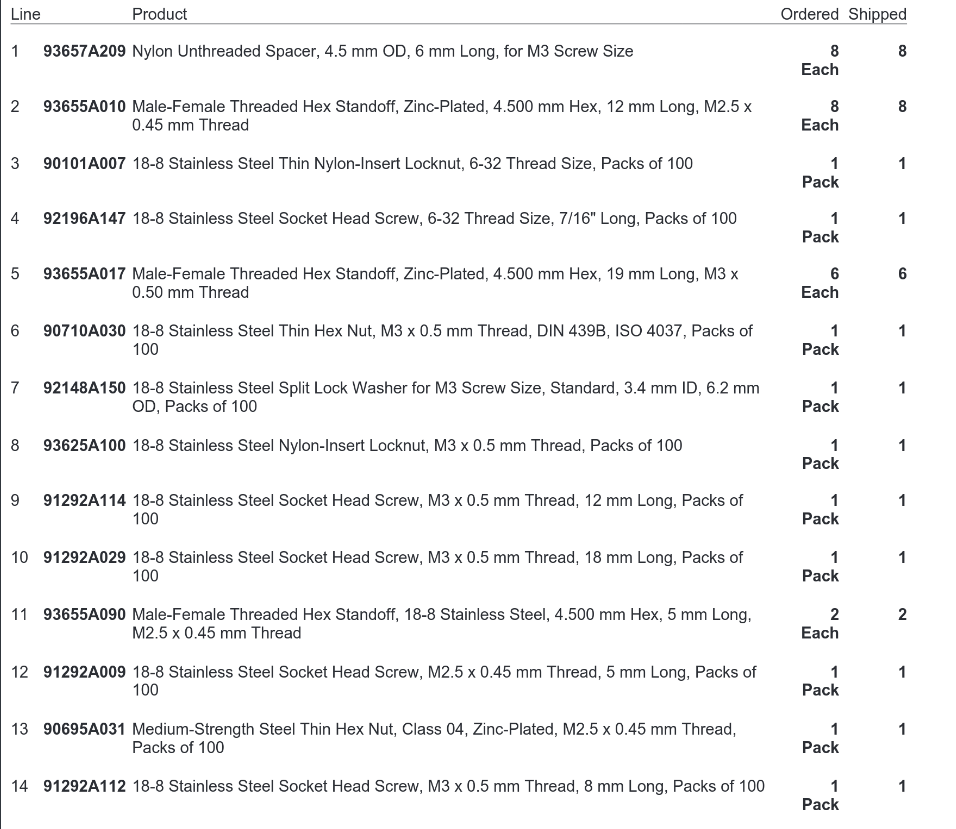 Line Product Ordered Shipped
1 93657A209 Nylon Unthreaded Spacer, 4.5 mm OD, 6 mm Long, for M3 Screw Size 8 8
Each
2 93655A010 Male-Female Threaded Hex Standoff, Zinc-Plated, 4.500 mm Hex, 12 mm Long, M2.5 x 8 8
0.45 mm Thread Each
3 90101A007 18-8 Stainless Steel Thin Nylon-Insert Locknut, 6-32 Thread Size, Packs of 100 1 1
Pack
4 92196A147 18-8 Stainless Steel Socket Head Screw, 6-32 Thread Size, 7/16" Long, Packs of 100 1 1
Pack
5 93655A017 Male-Female Threaded Hex Standoff, Zinc-Plated, 4.500 mm Hex, 19 mm Long, M3 x 6 6
0.50 mm Thread Each
6 90710A030 18-8 Stainless Steel Thin Hex Nut, M3 x 0.5 mm Thread, DIN 439B, ISO 4037, Packs of 1 1
100 Pack
7 92148A150 18-8 Stainless Steel Split Lock Washer for M3 Screw Size, Standard, 3.4 mm ID, 6.2 mm 1 1
OD, Packs of 100 Pack
8 93625A100 18-8 Stainless Steel Nylon-Insert Locknut, M3 x 0.5 mm Thread, Packs of 100 1 1
Pack
9 91292A114 18-8 Stainless Steel Socket Head Screw, M3 x 0.5 mm Thread, 12 mm Long, Packs of 1 1
100 Pack
10 91292A029 18-8 Stainless Steel Socket Head Screw, M3 x 0.5 mm Thread, 18 mm Long, Packs of 1 1
100 Pack
11 93655A090 Male-Female Threaded Hex Standoff, 18-8 Stainless Steel, 4.500 mm Hex, 5 mm Long, 2 2
M2.5 x 0.45 mm Thread Each
12 91292A009 18-8 Stainless Steel Socket Head Screw, M2.5 x 0.45 mm Thread, 5 mm Long, Packs of 1 1
100 Pack
13 90695A031 Medium-Strength Steel Thin Hex Nut, Class 04, Zinc-Plated, M2.5 x 0.45 mm Thread, 1 1
Packs of 100 Pack
14 91292A112 18-8 Stainless Steel Socket Head Screw, M3 x 0.5 mm Thread, 8 mm Long, Packs of 100 1 1
Pack